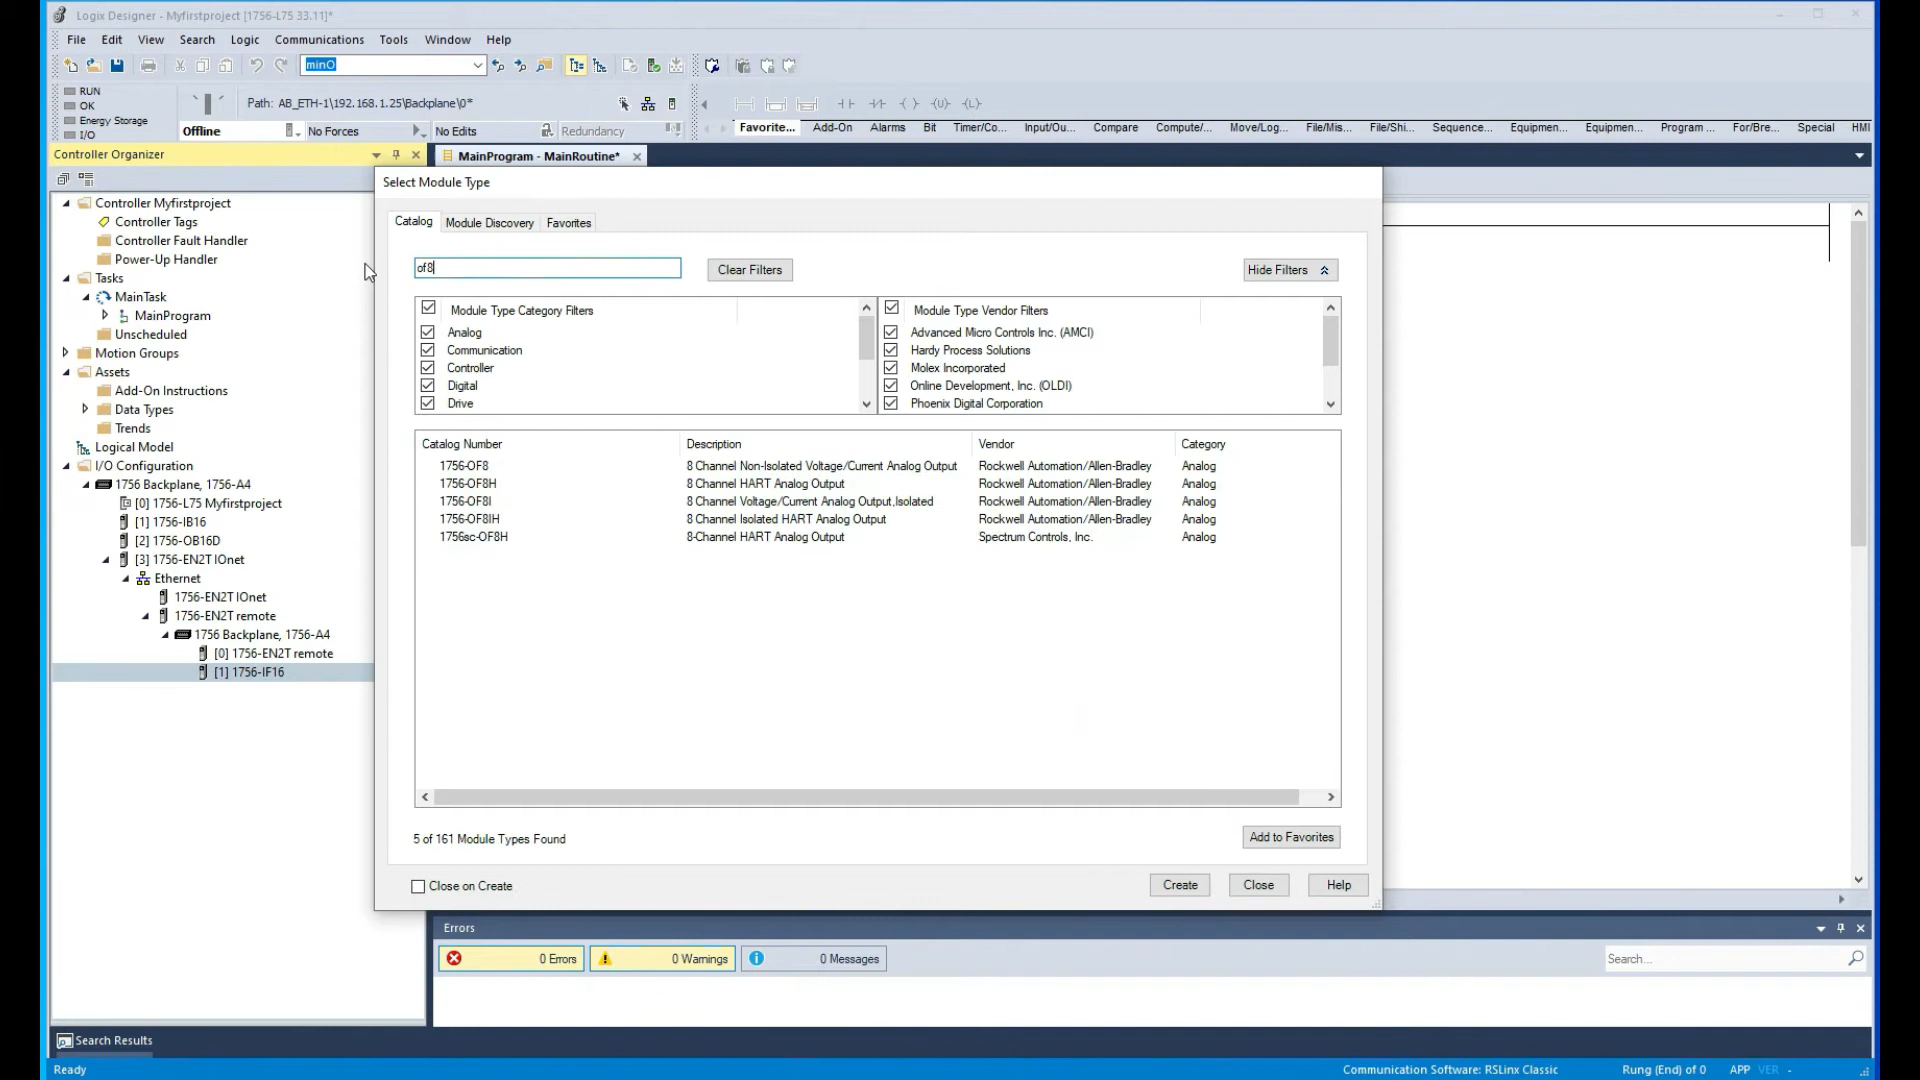 Logix Designer - Myfirstproject [1756-L75 33.11]*
File Edit View Search Logic Communications Tools Window Help
minO
RUN
OK
Energy Storage
I/O
Path: AB_ETH-1\192.168.1.25\Backplane\0*
Offline No Forces No Edits Redundancy
Favorite... Add-On Alarms Bit Timer/Co... Input/Ou... Compare Compute/... Move/Log... File/Mis... File/Shi... Sequence... Equipmen... Equipmen... Program ... For/Bre... Special HMI
Controller Organizer
MainProgram - MainRoutine*
Controller Myfirstproject
Controller Tags
Controller Fault Handler
Power-Up Handler
Tasks
MainTask
MainProgram
Unscheduled
Motion Groups
Assets
Add-On Instructions
Data Types
Trends
Logical Model
I/O Configuration
1756 Backplane, 1756-A4
[0] 1756-L75 Myfirstproject
[1] 1756-IB16
[2] 1756-OB16D
[3] 1756-EN2T IOnet
Ethernet
1756-EN2T IOnet
1756-EN2T remote
1756 Backplane, 1756-A4
[0] 1756-EN2T remote
[1] 1756-IF16
Select Module Type
Catalog Module Discovery Favorites
of8
Clear Filters
Hide Filters
Module Type Category Filters
Analog
Communication
Controller
Digital
Drive
Module Type Vendor Filters
Advanced Micro Controls Inc. (AMCI)
Hardy Process Solutions
Molex Incorporated
Online Development, Inc. (OLDI)
Phoenix Digital Corporation
Catalog Number Description Vendor Category
1756-OF8 8 Channel Non-Isolated Voltage/Current Analog Output Rockwell Automation/Allen-Bradley Analog
1756-OF8H 8 Channel HART Analog Output Rockwell Automation/Allen-Bradley Analog
1756-OF8I 8 Channel Voltage/Current Analog Output,Isolated Rockwell Automation/Allen-Bradley Analog
1756-OF8IH 8 Channel Isolated HART Analog Output Rockwell Automation/Allen-Bradley Analog
1756sc-OF8H 8-Channel HART Analog Output Spectrum Controls, Inc. Analog
5 of 161 Module Types Found
Add to Favorites
Close on Create
Create Close Help
Errors
0 Errors 0 Warnings 0 Messages
Search...
Search Results
Ready
Communication Software: RSLinx Classic
Rung (End) of 0
APP VER -